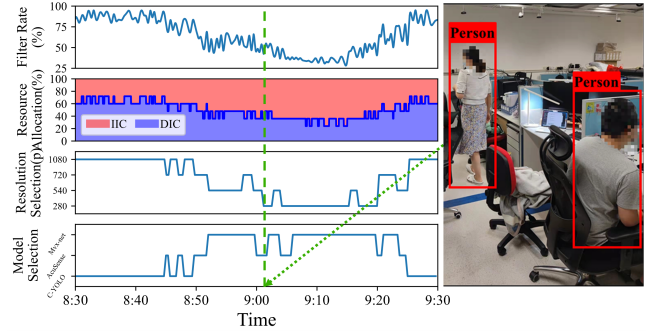 Filter Rate
(%)
100
75
50
25
Resource
Allocation(%)
100
80
60
40
20
0
IIC
DIC
Resolution
Selection(p)
1080
720
540
280
Model
Selection
Mvx-net
AcuSense
C-YOLO
8:30
8:40
8:50
9:00
9:10
9:20
9:30
Time
Person
Person